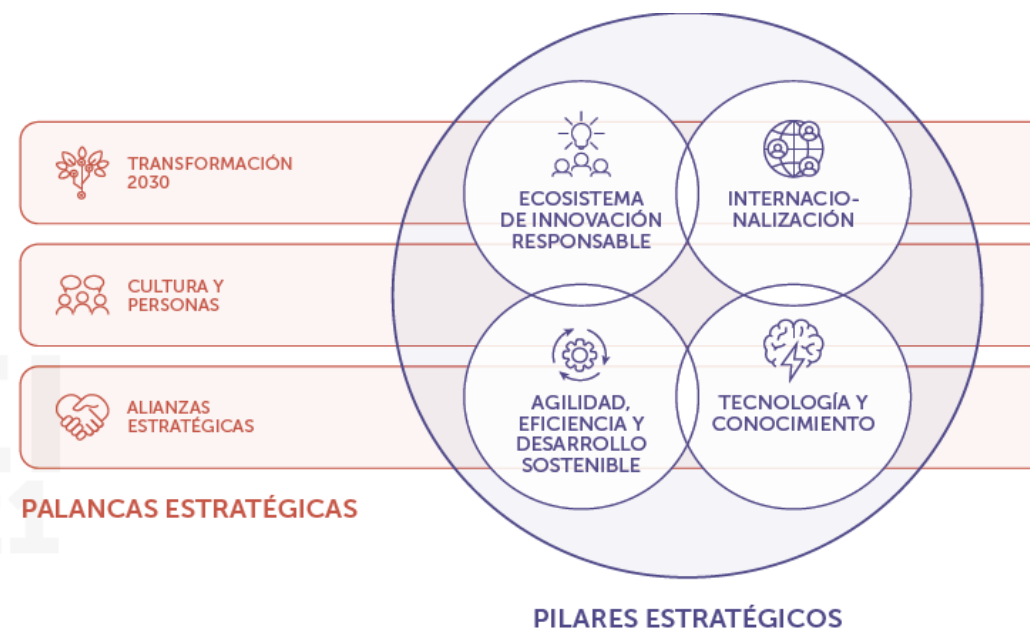 TRANSFORMACIÓN
2030
CULTURA Y
PERSONAS
ALIANZAS
ESTRATÉGICAS
PALANCAS ESTRATÉGICAS
ECOSISTEMA
DE INNOVACIÓN
RESPONSABLE
INTERNACIO-
NALIZACIÓN
AGILIDAD,
EFICIENCIA Y
DESARROLLO
SOSTENIBLE
TECNOLOGÍA Y
CONOCIMIENTO
PILARES ESTRATÉGICOS